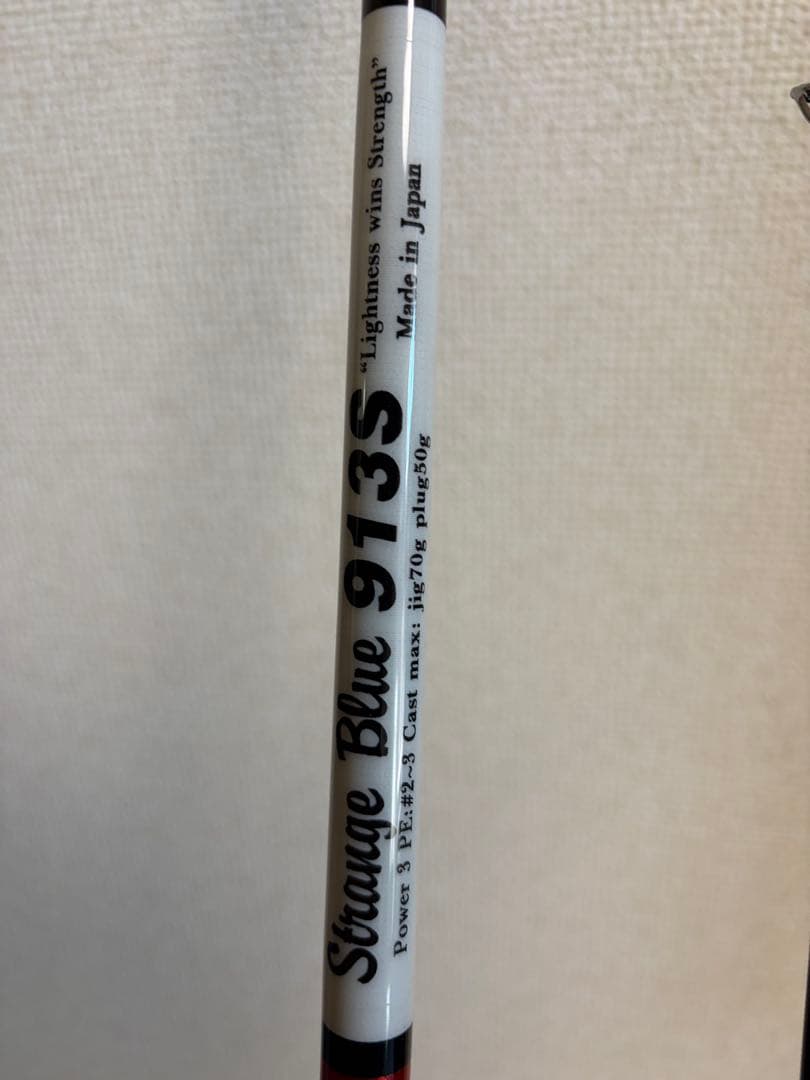 Strange Blue 913S
“Lightness wins Strength”
Made in Japan
Power 3 PE:#2~3 Cast max: jig70g plug50g